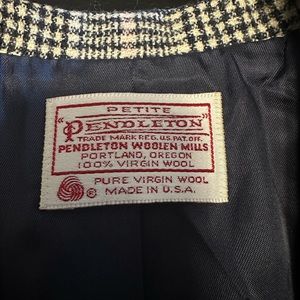 PETITE
"PENDLETON"
TRADE MARK REG. U.S. PAT. OFF.
PENDLETON WOOLEN MILLS
PORTLAND, OREGON
100% VIRGIN WOOL
PURE VIRGIN WOOL
MADE IN U.S.A.